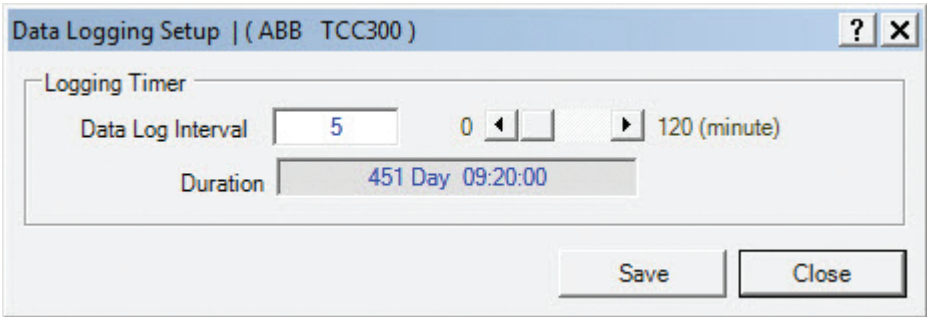 Data Logging Setup | ( ABB TCC300 ) ? X
Logging Timer
Data Log Interval 5 0 120 (minute)
Duration 451 Day 09:20:00
Save Close